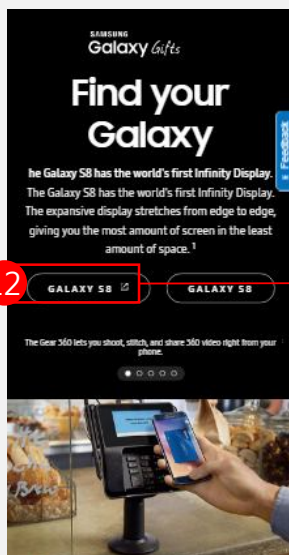 SAMSUNG
Galaxy Gifts
Find your
Galaxy
Feedback
he Galaxy S8 has the world's first Infinity Display.
The Galaxy S8 has the world's first Infinity Display.
The expansive display stretches from edge to edge,
giving you the most amount of screen in the least
amount of space. 1
12
GALAXY S8
GALAXY S8
The Gear 360 lets you shoot, stitch, and share 360 video right from your
phone.